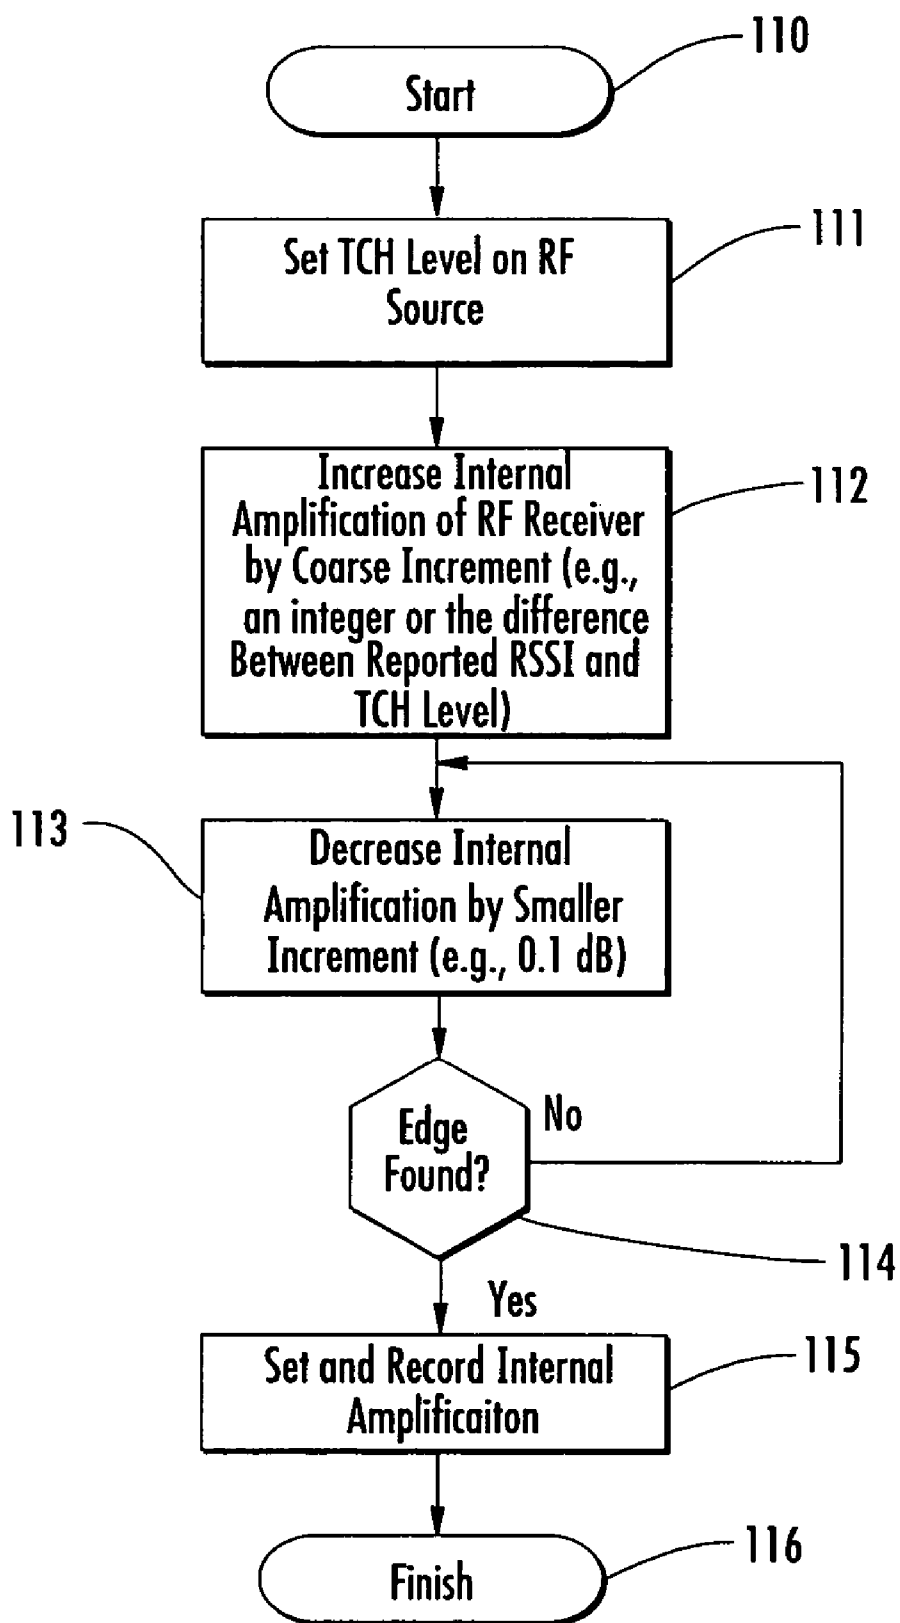 110
Start
111
Set TCH Level on RF
Source
112
Increase Internal
Amplification of RF Receiver
by Coarse Increment (e.g.,
an integer or the difference
Between Reported RSSI and
TCH Level)
113
Decrease Internal
Amplification by Smaller
Increment (e.g., 0.1 dB)
Edge
Found?
No
114
Yes
115
Set and Record Internal
Amplificaiton
116
Finish